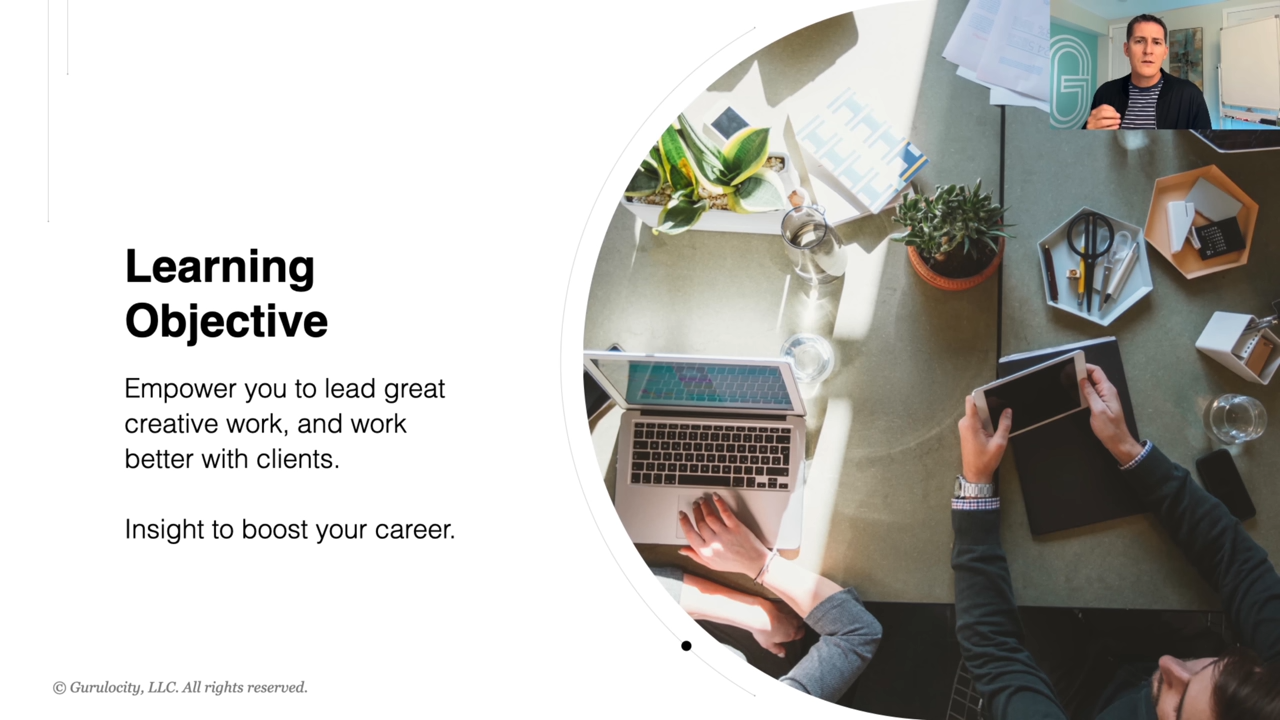 Learning
Objective
Empower you to lead great
creative work, and work
better with clients.
Insight to boost your career.
© Gurulocity, LLC. All rights reserved.
G